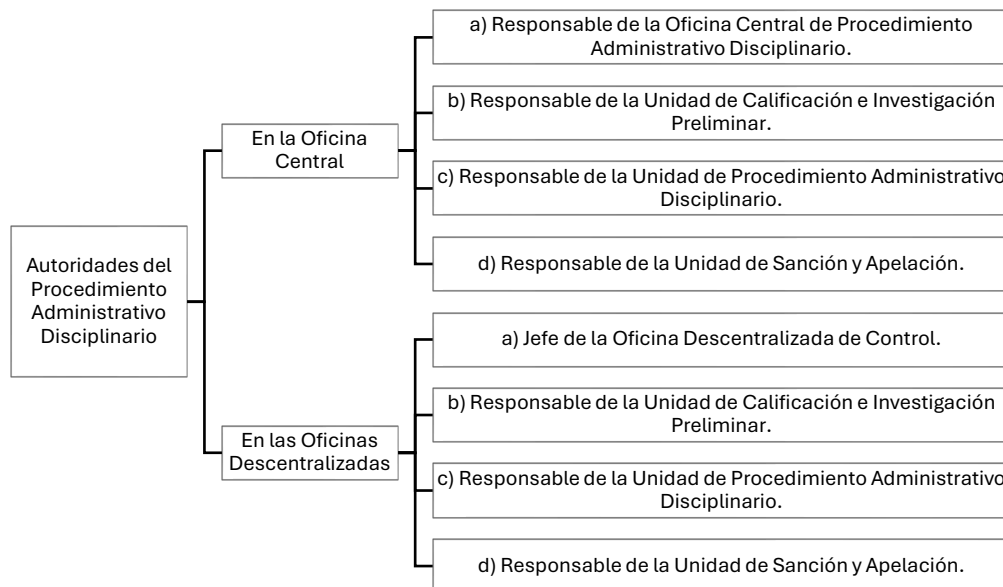 Autoridades del
Procedimiento
Administrativo
Disciplinario
En la Oficina
Central
a) Responsable de la Oficina Central de Procedimiento
Administrativo Disciplinario.
b) Responsable de la Unidad de Calificación e Investigación
Preliminar.
c) Responsable de la Unidad de Procedimiento Administrativo
Disciplinario.
d) Responsable de la Unidad de Sanción y Apelación.
En las Oficinas
Descentralizadas
a) Jefe de la Oficina Descentralizada de Control.
b) Responsable de la Unidad de Calificación e Investigación
Preliminar.
c) Responsable de la Unidad de Procedimiento Administrativo
Disciplinario.
d) Responsable de la Unidad de Sanción y Apelación.